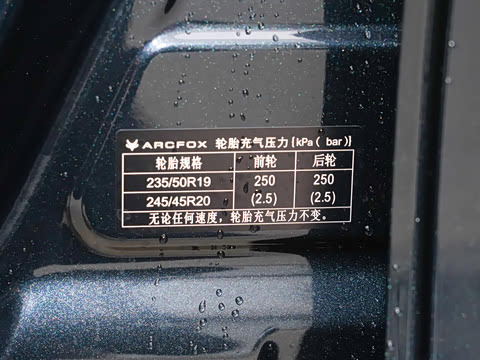 ARCFOX 轮胎充气压力[kPa(bar)]
轮胎规格 前轮 后轮
235/50R19 250 250
245/45R20 (2.5) (2.5)
无论任何速度，轮胎充气压力不变。